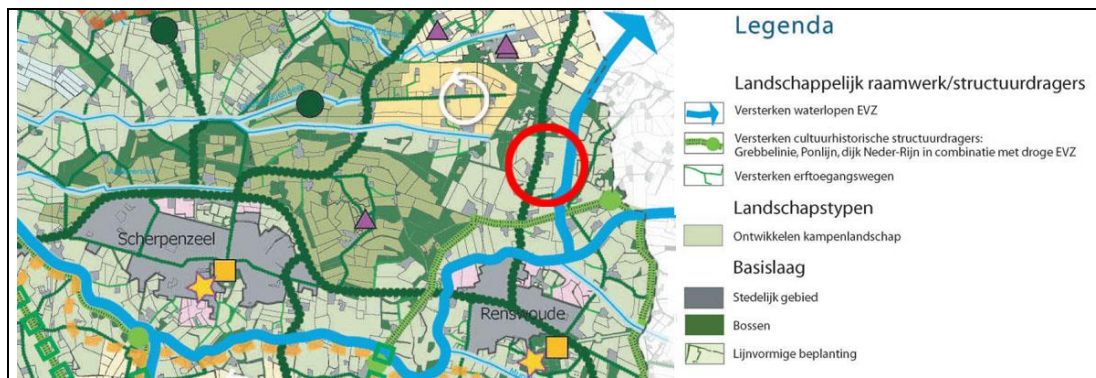 Scherpenzeel
Renswoude
Legenda
Landschappelijk raamwerk/structuurdragers
Versterken waterlopen EVZ
Versterken cultuurhistorische structuurdragers:
Grebbelinie, Ponlijn, dijk Neder-Rijn in combinatie met droge EVZ
Versterken erftoegangswegen
Landschapstypen
Ontwikkelen kampenlandschap
Basislaag
Stedelijk gebied
Bossen
Lijnvormige beplanting